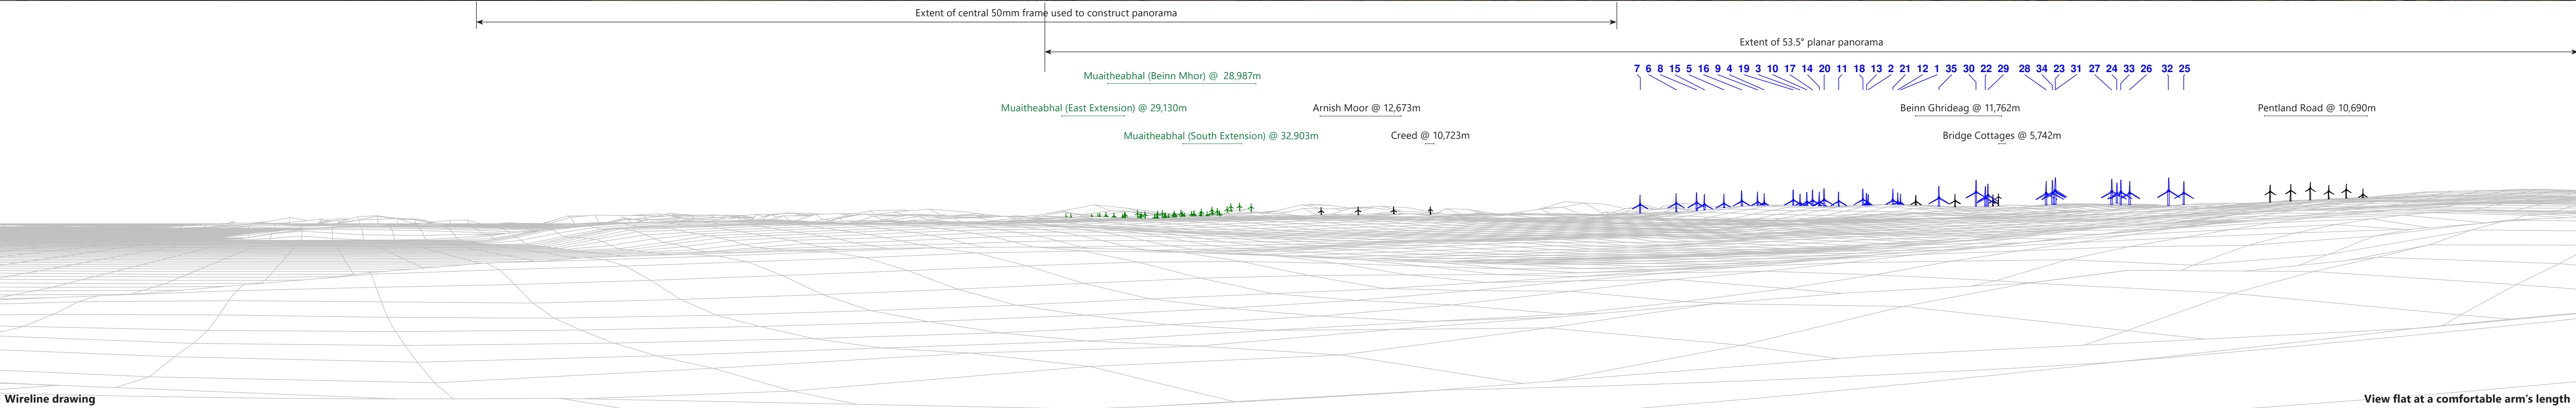 Extent of central 50mm frame used to construct panorama
Extent of 53.5° planar panorama
7 6 8 15 5 16 9 4 19 3 10 17 14 20 11 18 13 2 21 12 1 35 30 22 29 28 34 23 31 27 24 33 26 32 25
Muaitheabhal (Beinn Mhor) @ 28,987m
Muaitheabhal (East Extension) @ 29,130m
Arnish Moor @ 12,673m
Beinn Ghrideag @ 11,762m
Pentland Road @ 10,690m
Muaitheabhal (South Extension) @ 32,903m
Creed @ 10,723m
Bridge Cottages @ 5,742m
Wireline drawing
View flat at a comfortable arm's length